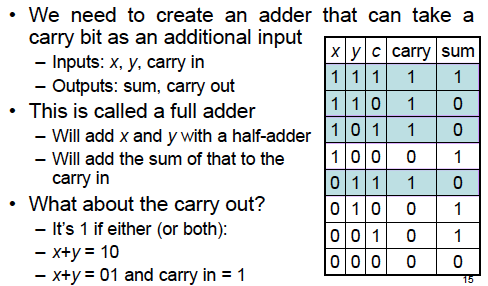 • We need to create an adder that can take a
carry bit as an additional input
– Inputs: x, y, carry in
– Outputs: sum, carry out
• This is called a full adder
– Will add x and y with a half-adder
– Will add the sum of that to the
carry in
• What about the carry out?
– It's 1 if either (or both):
– x+y = 10
– x+y = 01 and carry in = 1
x y c carry sum
1 1 1 1 1
1 1 0 1 0
1 0 1 1 0
1 0 0 0 1
0 1 1 1 0
0 1 0 0 1
0 0 1 0 1
0 0 0 0 0
15